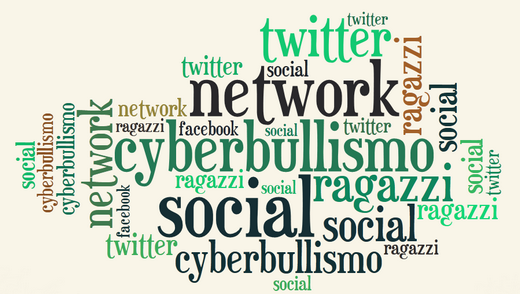 twitter
twitter
twitter
social
network
ragazzi
social
network
ragazzi
facebook
social
twitter
cyberbullismo
network
cyberbullismo
cyberbullismo
social
facebook
ragazzi
social
ragazzi
social
twitter
social
social
ragazzi
twitter
ragazzi
cyberbullismo
social